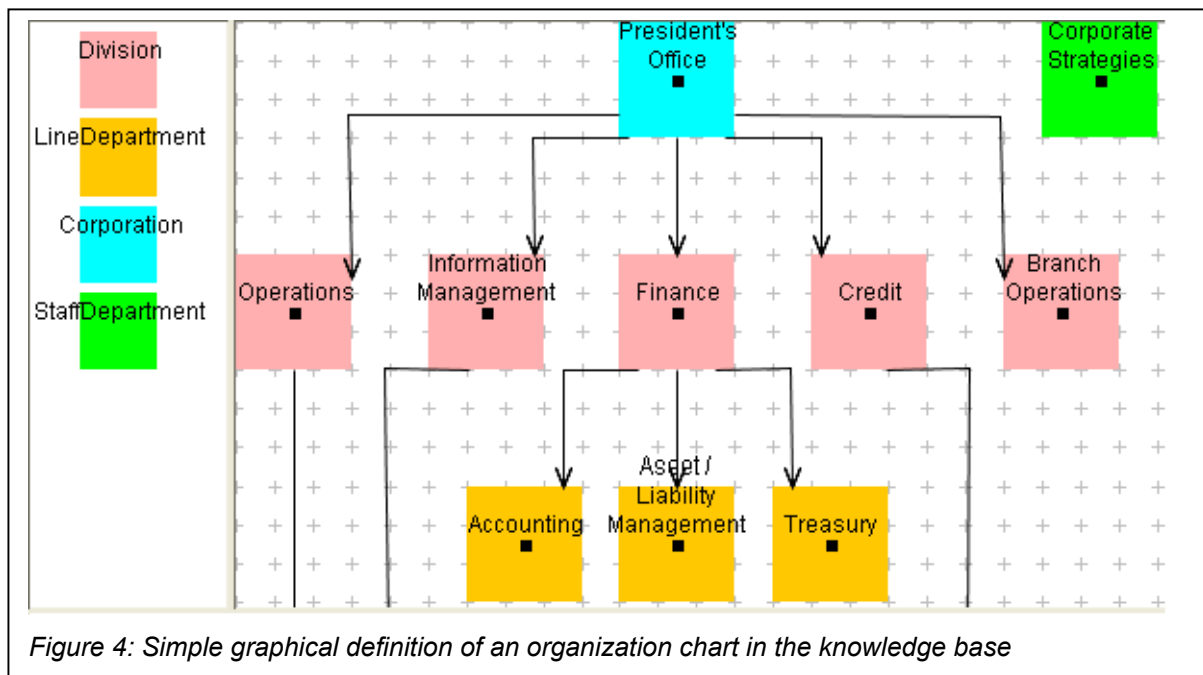 Division
LineDepartment
Corporation
StaffDepartment
President's
Office
Corporate
Strategies
Operations
Information
Management
Finance
Credit
Branch
Operations
Accounting
Asset /
Liability
Management
Treasury
Figure 4: Simple graphical definition of an organization chart in the knowledge base